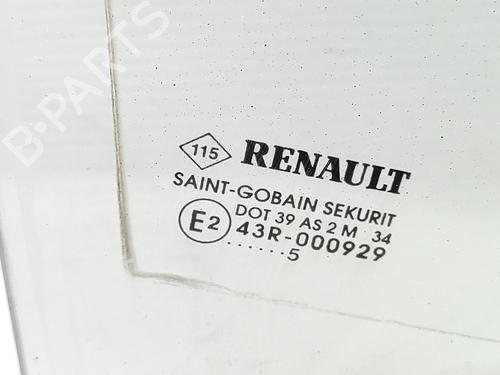 B-PARTS
115 RENAULT
SAINT-GOBAIN SEKURIT
DOT 39 AS 2 M 34
E2 43R-000929
......5